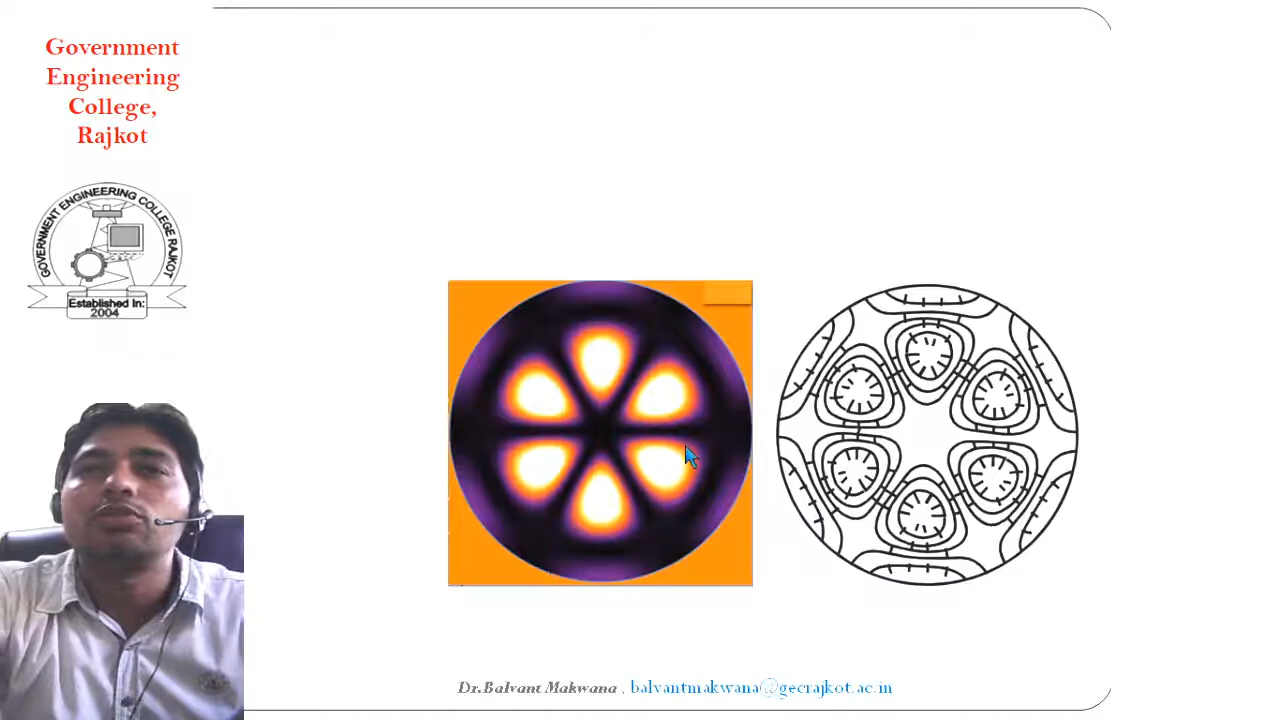 Government
Engineering
College,
Rajkot
GOVERNMENT ENGINEERING COLLEGE RAJKOT
Established In:
2004
Dr.Balvant Makwana , balvantmakwana@gecrajkot.ac.in